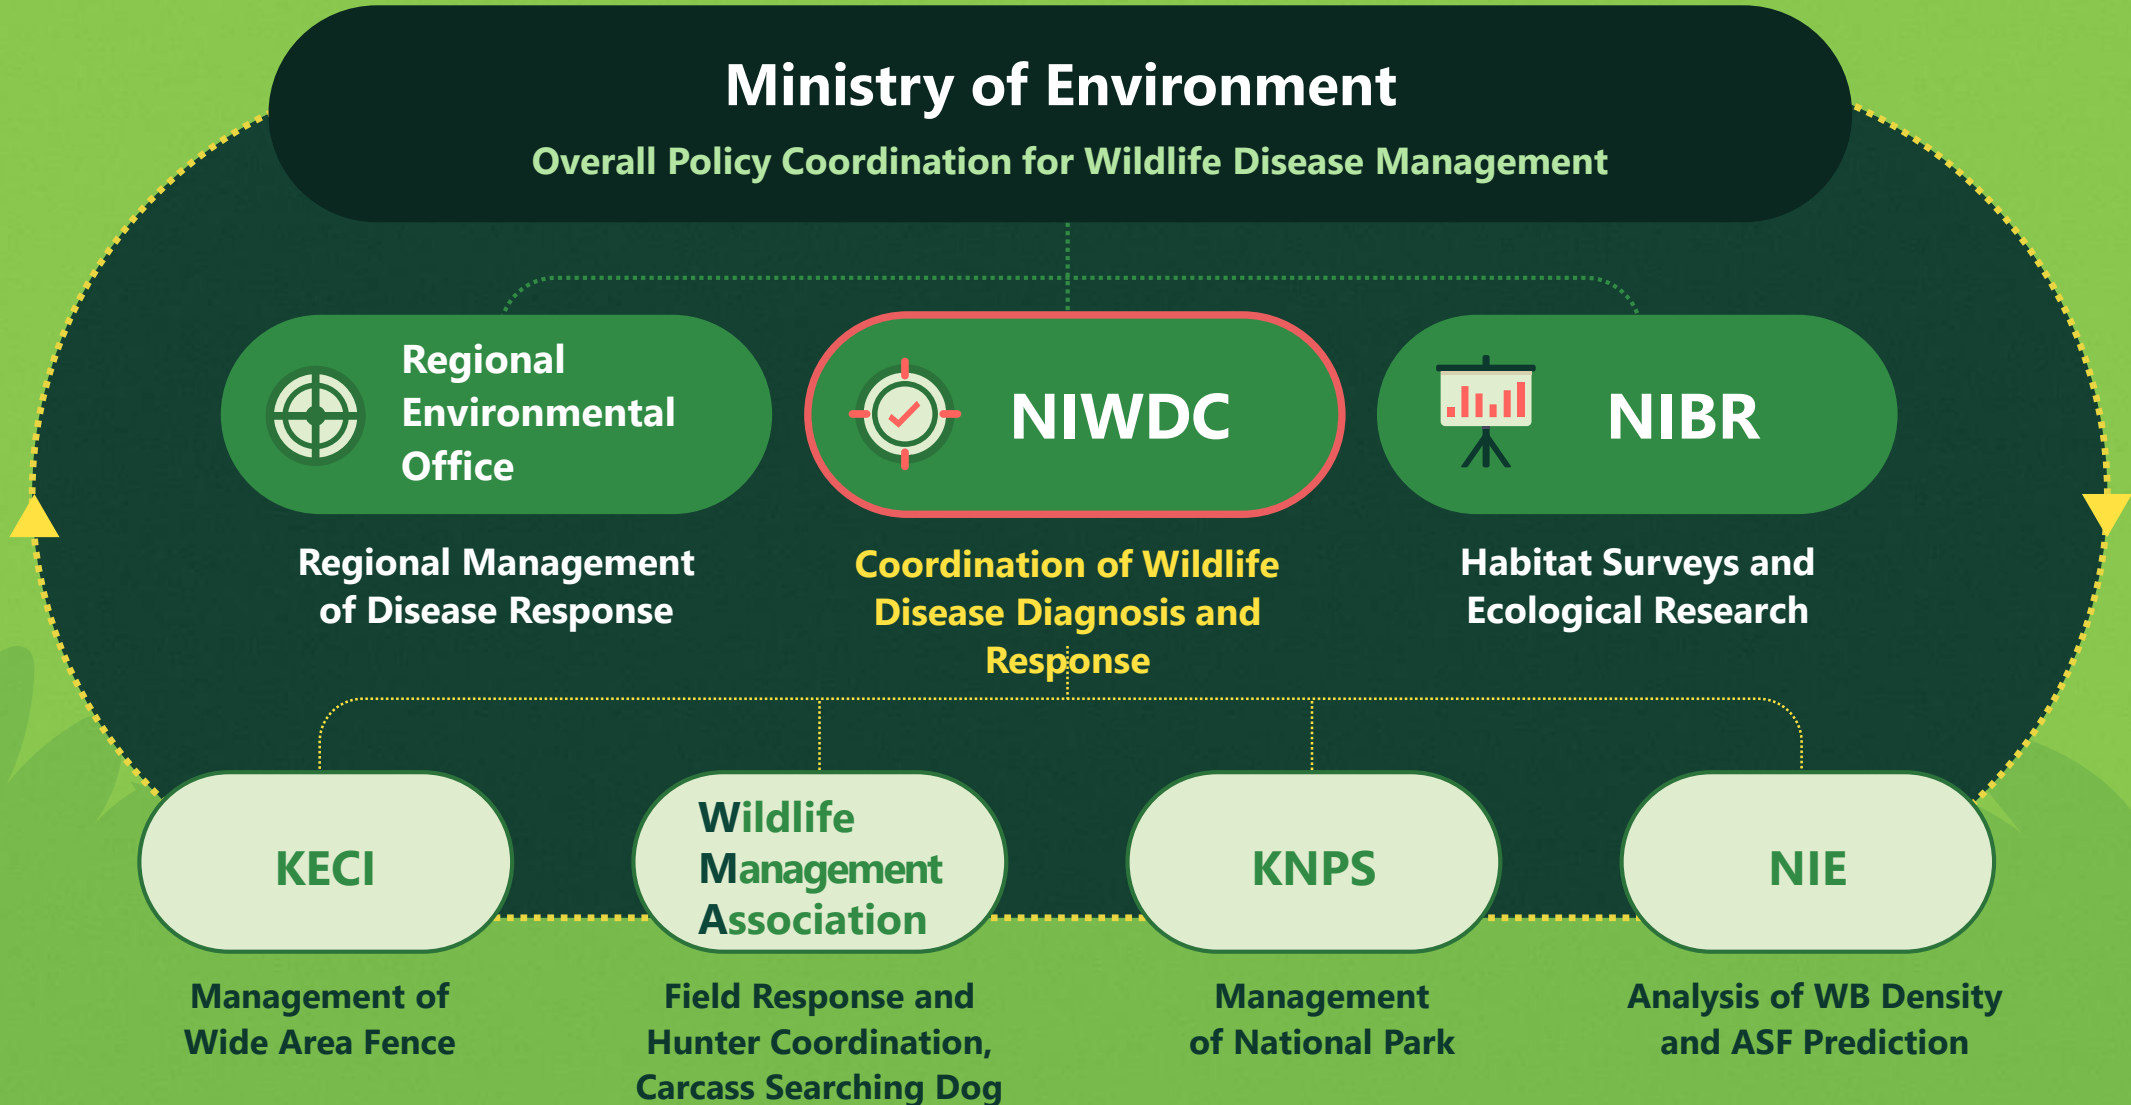 Ministry of Environment
Overall Policy Coordination for Wildlife Disease Management
Regional
Environmental
Office
NIWDC
NIBR
Regional Management
of Disease Response
Coordination of Wildlife
Disease Diagnosis and
Response
Habitat Surveys and
Ecological Research
KECI
Wildlife
Management
Association
KNPS
NIE
Management of
Wide Area Fence
Field Response and
Hunter Coordination,
Carcass Searching Dog
Management
of National Park
Analysis of WB Density
and ASF Prediction